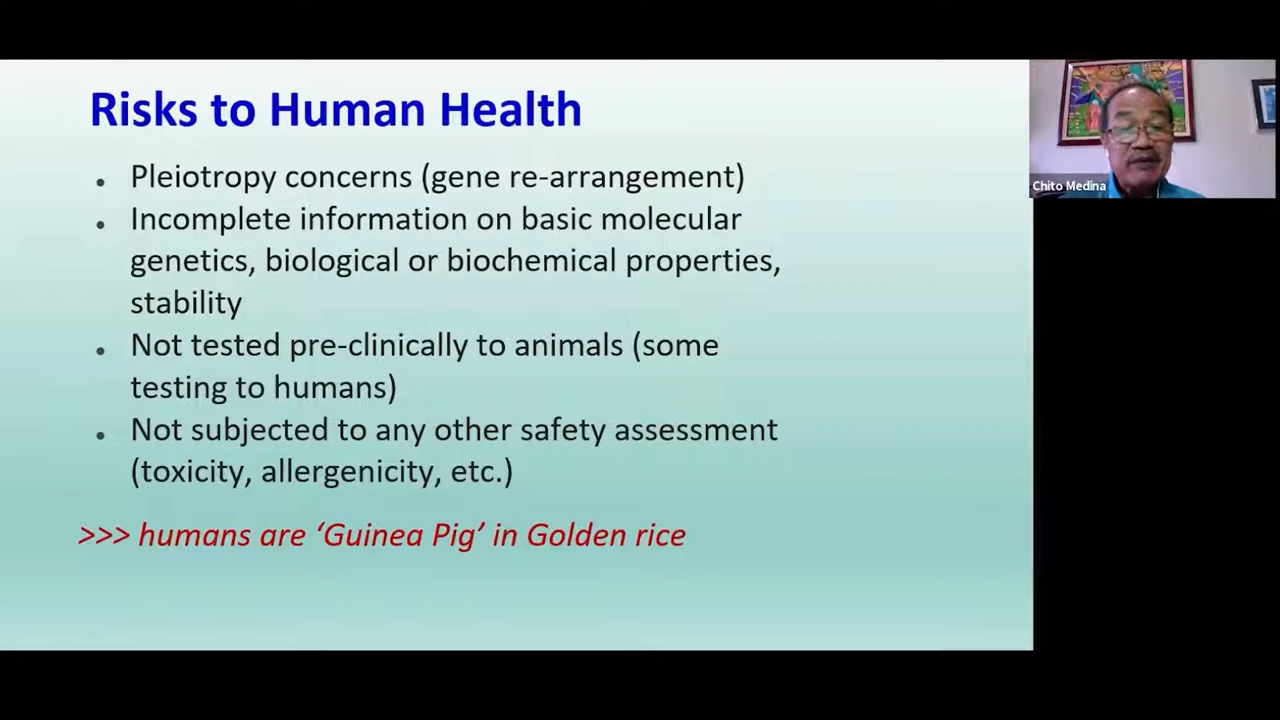 Risks to Human Health
• Pleiotropy concerns (gene re-arrangement)
• Incomplete information on basic molecular
genetics, biological or biochemical properties,
stability
• Not tested pre-clinically to animals (some
testing to humans)
• Not subjected to any other safety assessment
(toxicity, allergenicity, etc.)
>>> humans are ‘Guinea Pig’ in Golden rice
Chito Medina